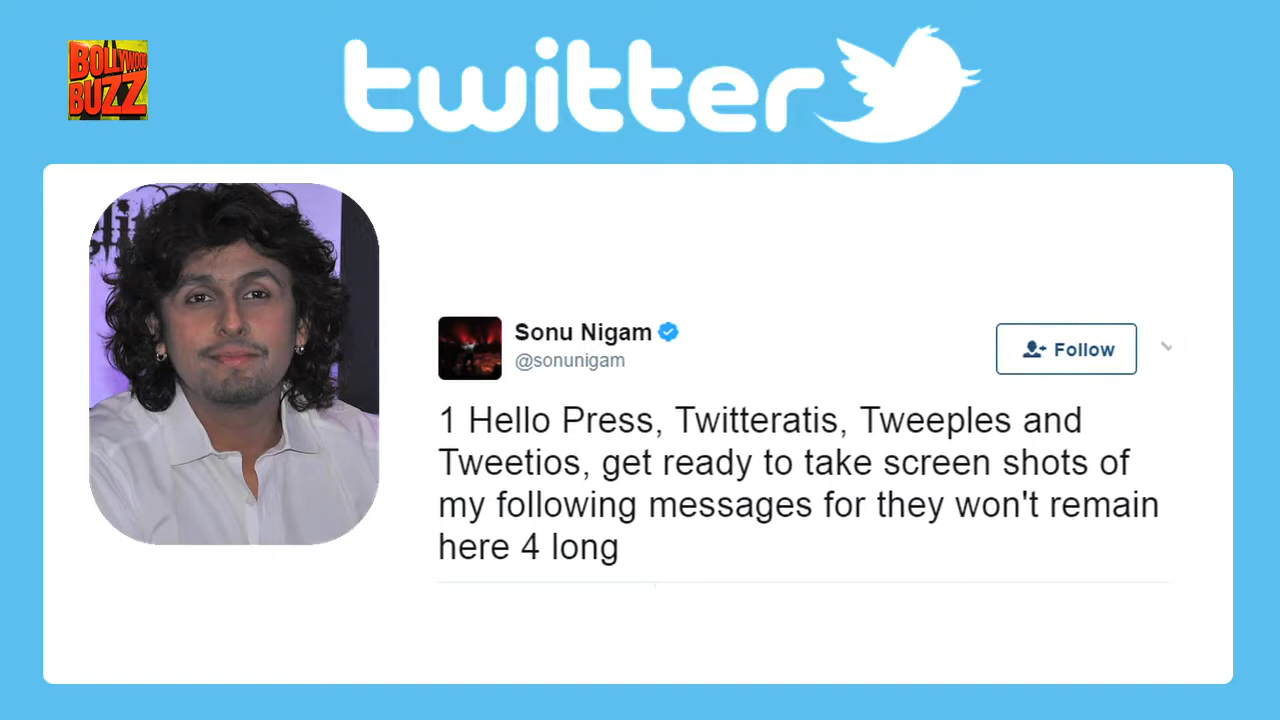 BOLLYWOOD
BUZZ
twitter
Sonu Nigam
@sonunigam
Follow
1 Hello Press, Twitteratis, Tweeples and
Tweetios, get ready to take screen shots of
my following messages for they won't remain
here 4 long